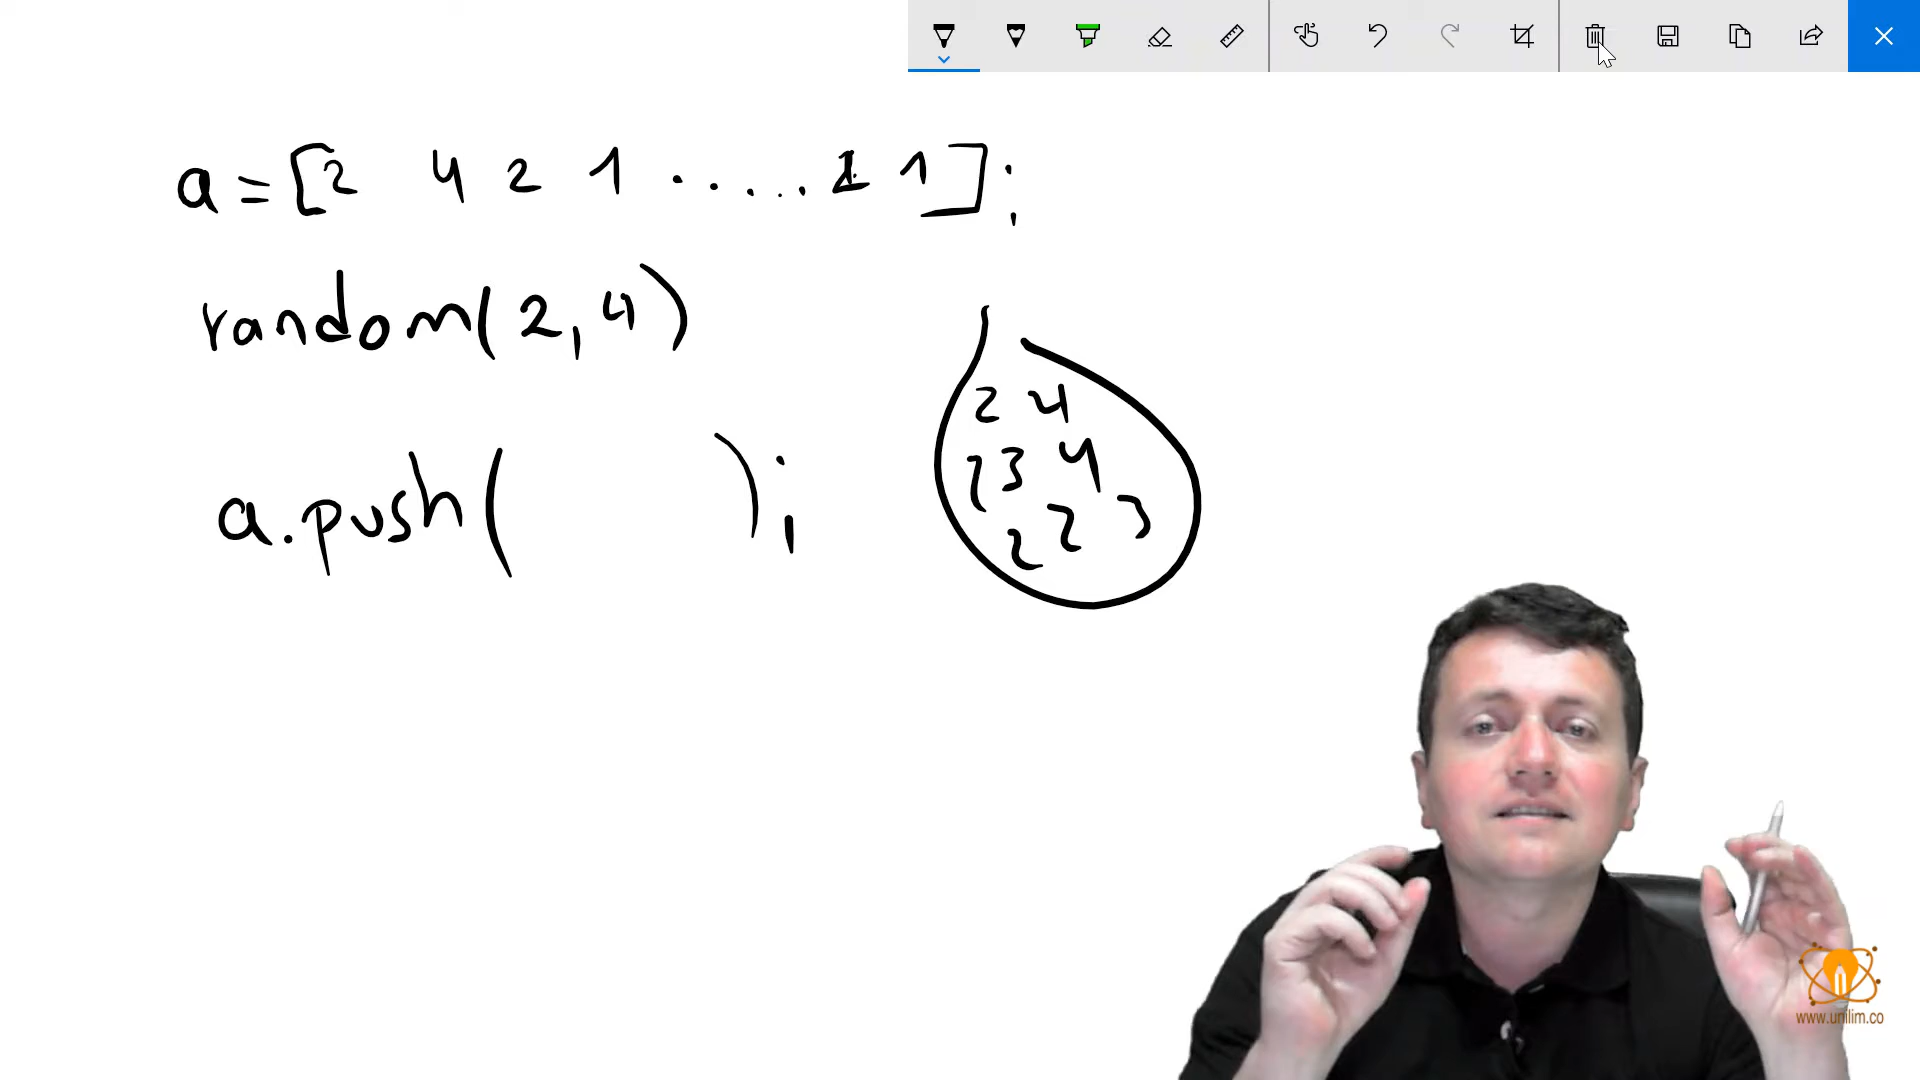 a = [2 4 2 1 ..... 1 1];
random(2,4)
a.push( );
2 4
2 3 4
2 2 3
www.unilim.co